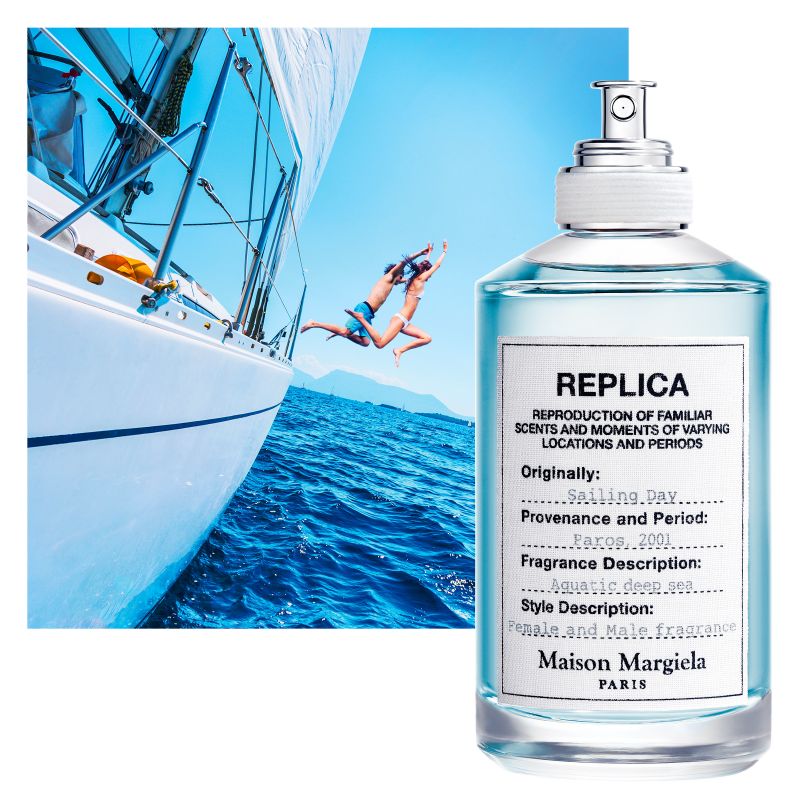 REPLICA
REPRODUCTION OF FAMILIAR
SCENTS AND MOMENTS OF VARYING
LOCATIONS AND PERIODS
Originally:
Sailing Day
Provenance and Period:
Paros, 2001
Fragrance Description:
Aquatic deep sea
Style Description:
Female and Male fragrance
Maison Margiela
PARIS